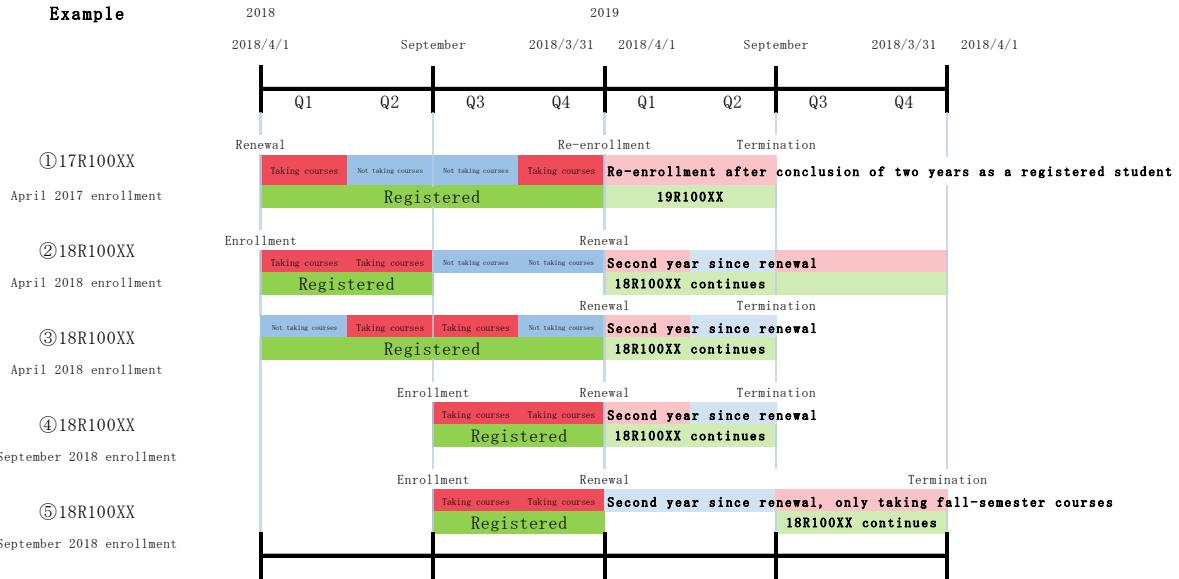 Example
2018
2019
2018/4/1
September
2018/3/31
2018/4/1
September
2018/3/31
2018/4/1
Q1
Q2
Q3
Q4
Q1
Q2
Q3
Q4
Renewal
Re-enrollment
Termination
①17R100XX
Taking courses
Not taking courses
Not taking courses
Taking courses
Re-enrollment after conclusion of two years as a registered student
April 2017 enrollment
Registered
19R100XX
Enrollment
Renewal
②18R100XX
Taking courses
Taking courses
Not taking courses
Not taking courses
Second year since renewal
April 2018 enrollment
Registered
18R100XX continues
Renewal
Termination
③18R100XX
Not taking courses
Taking courses
Taking courses
Not taking courses
Second year since renewal
Registered
18R100XX continues
April 2018 enrollment
Enrollment
Renewal
Termination
④18R100XX
Taking courses
Taking courses
Second year since renewal
Registered
18R100XX continues
September 2018 enrollment
Enrollment
Renewal
Termination
⑤18R100XX
Taking courses
Taking courses
Second year since renewal, only taking fall-semester courses
Registered
18R100XX continues
September 2018 enrollment